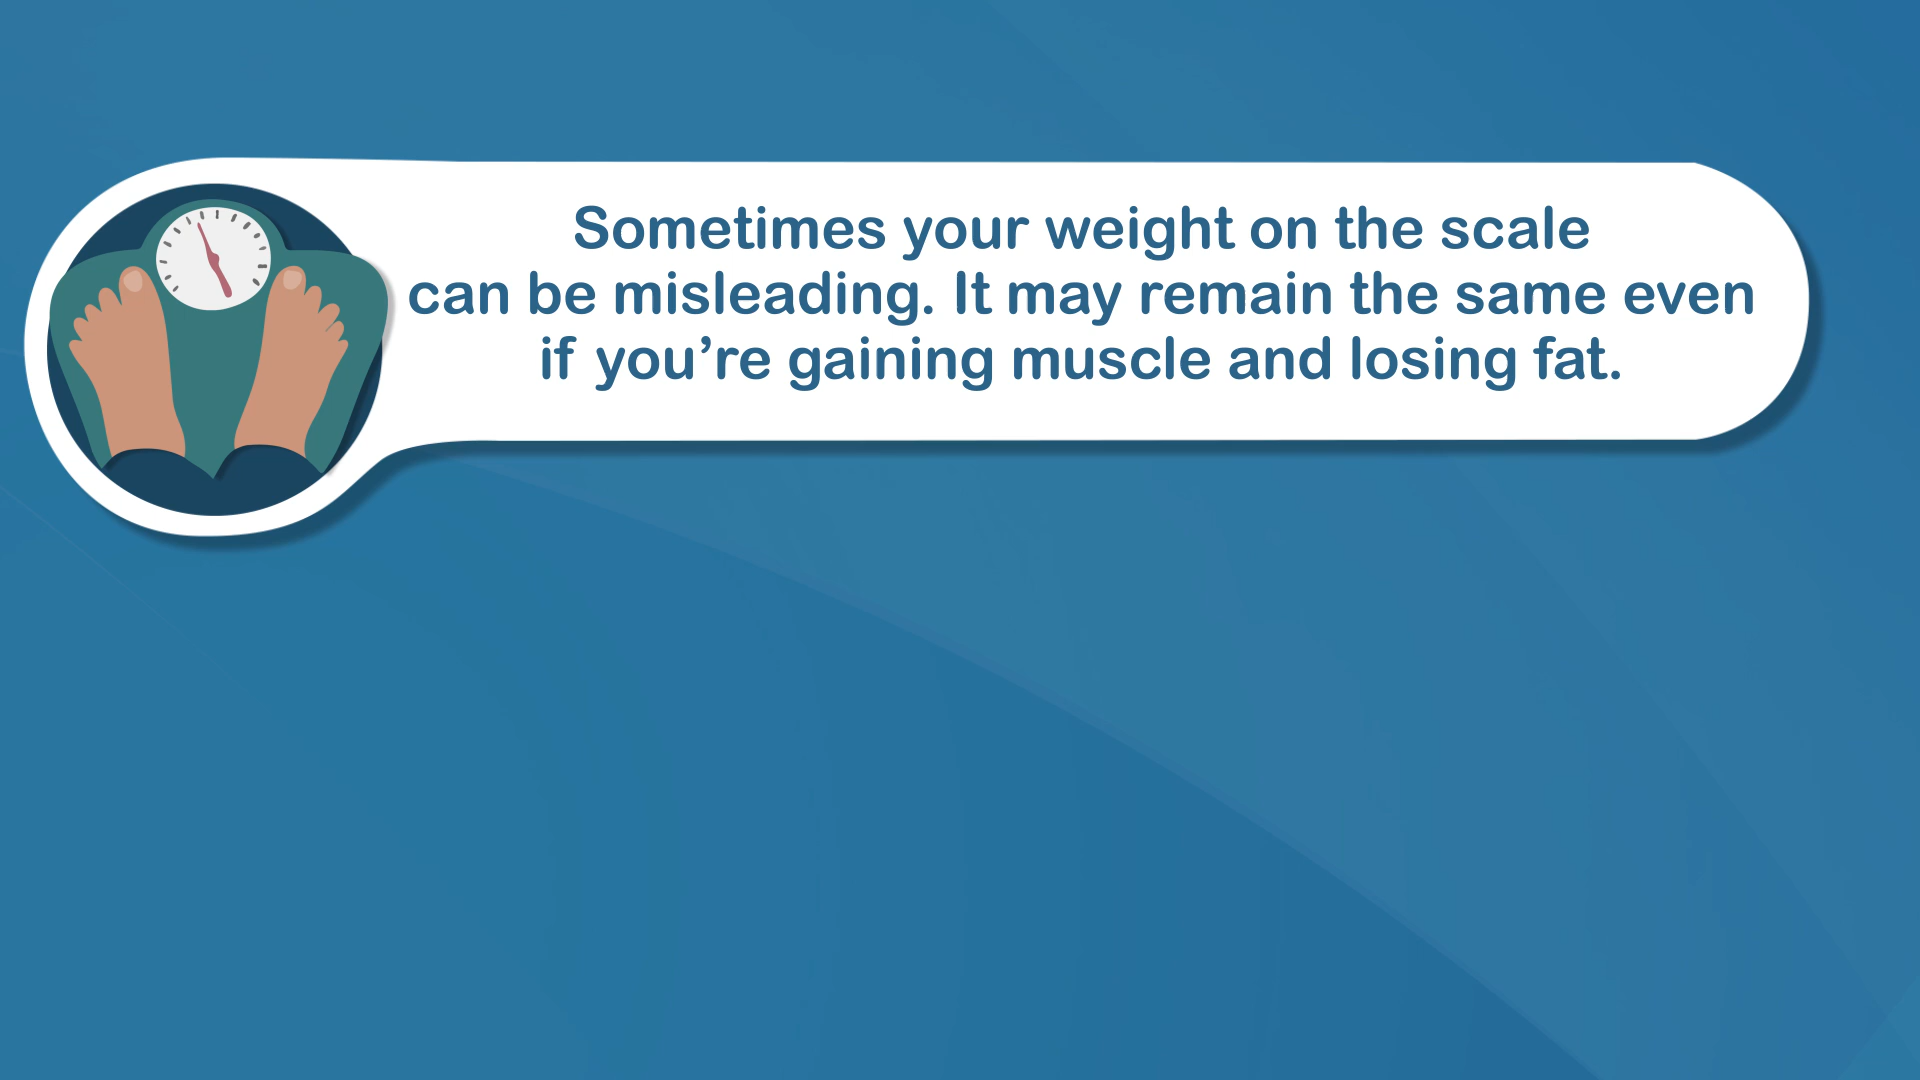 Sometimes your weight on the scale
can be misleading. It may remain the same even
if you’re gaining muscle and losing fat.